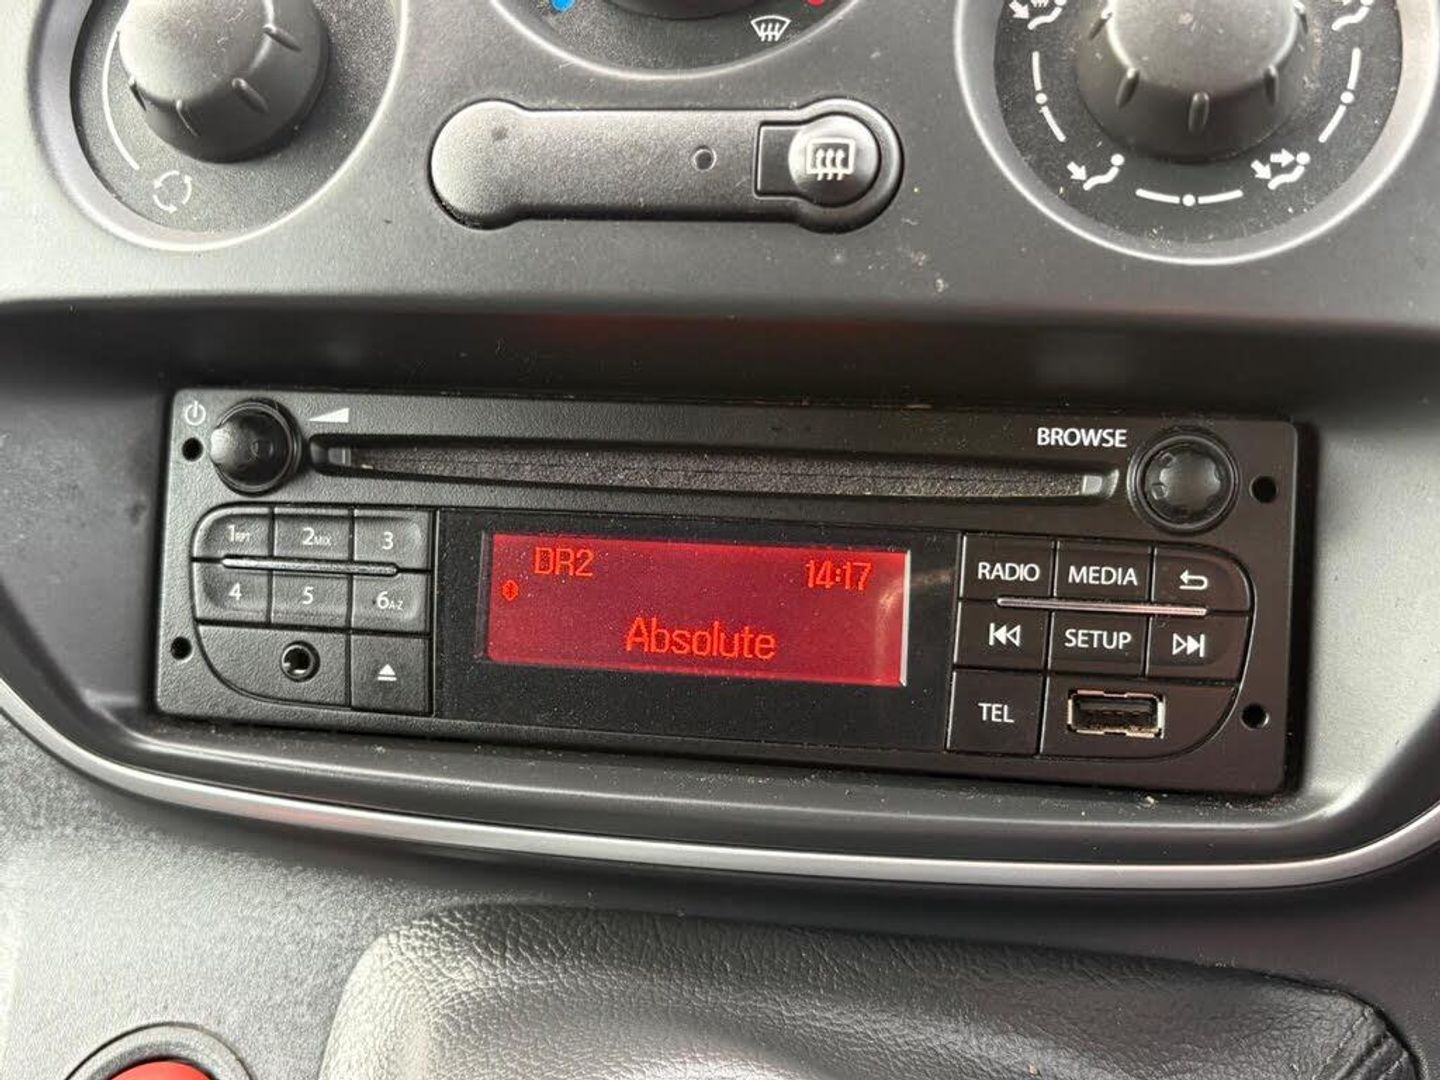 BROWSE
1RPT 2MIX 3
4 5 6A-Z
DR2 14:17
Absolute
RADIO MEDIA
SETUP
TEL